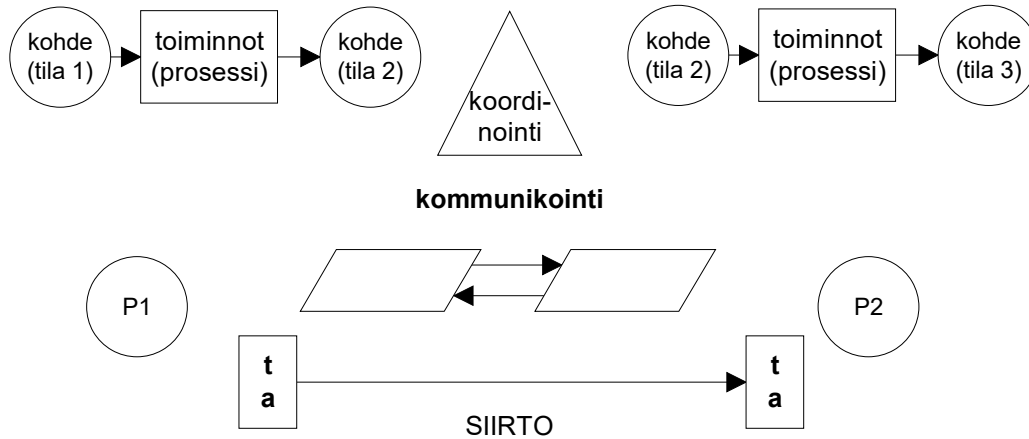 kohde
(tila 1)
toiminnot
(prosessi)
kohde
(tila 2)
koordi-
nointi
kohde
(tila 2)
toiminnot
(prosessi)
kohde
(tila 3)
kommunikointi
P1
P2
t
a
t
a
SIIRTO